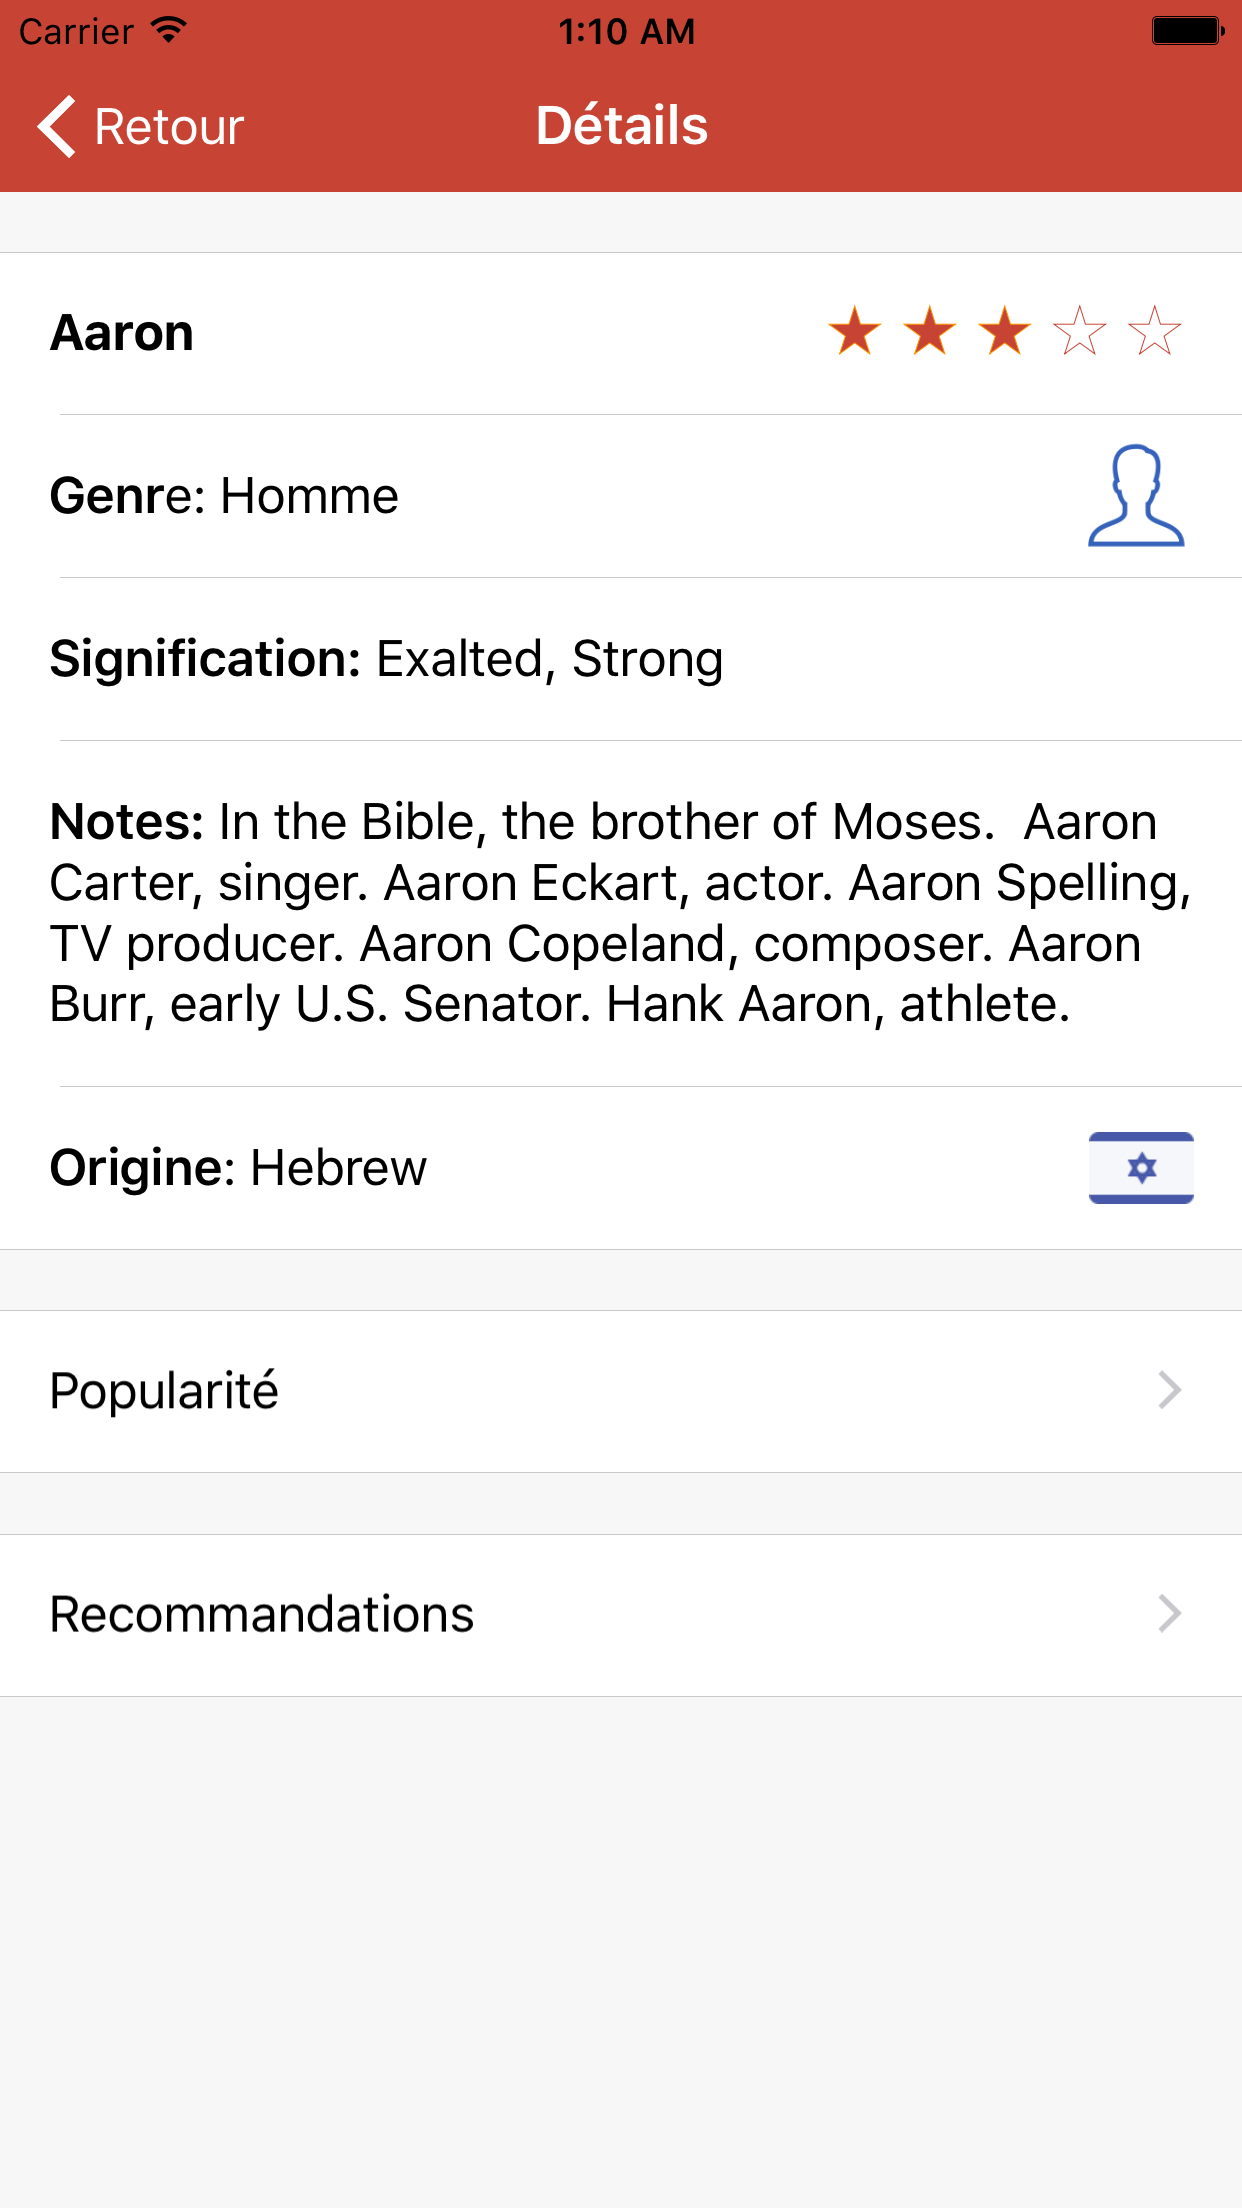 Carrier 1:10 AM
Retour Détails
Aaron
Genre: Homme
Signification: Exalted, Strong
Notes: In the Bible, the brother of Moses.  Aaron
Carter, singer. Aaron Eckart, actor. Aaron Spelling,
TV producer. Aaron Copeland, composer. Aaron
Burr, early U.S. Senator. Hank Aaron, athlete.
Origine: Hebrew
Popularité
Recommandations